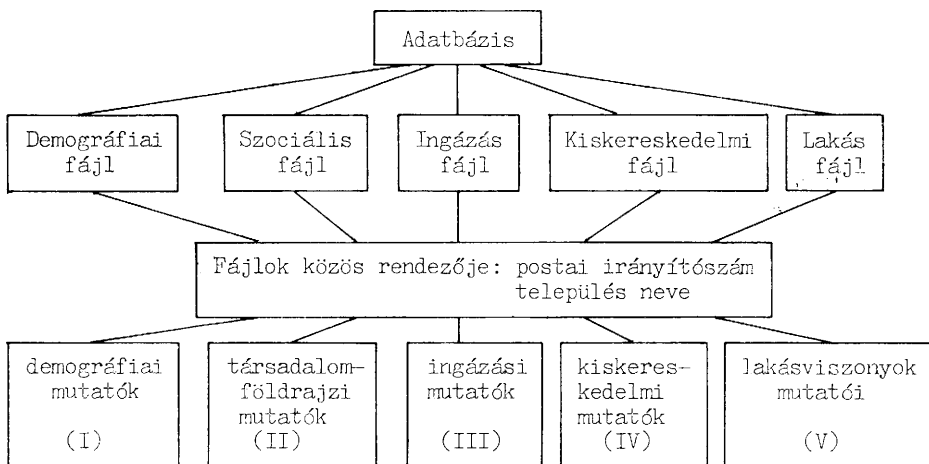 Adatbázis
Demográfiai
fájl
Szociális
fájl
Ingázás
fájl
Kiskereskedelmi
fájl
Lakás
fájl
Fájlok közös rendezője: postai irányítószám
település neve
demográfiai
mutatók
(I)
társadalom-
földrajzi
mutatók
(II)
ingázási
mutatók
(III)
kiskeres-
kedelmi
mutatók
(IV)
lakásviszonyok
mutatói
(V)